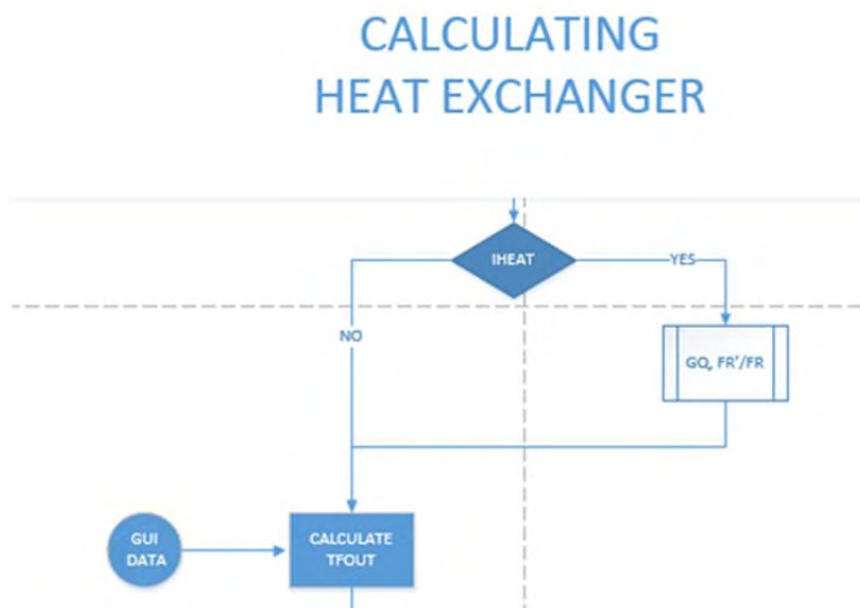 CALCULATING
HEAT EXCHANGER
IHEAT
YES
NO
GQ, FR'/FR
GUI
DATA
CALCULATE
TFOUT